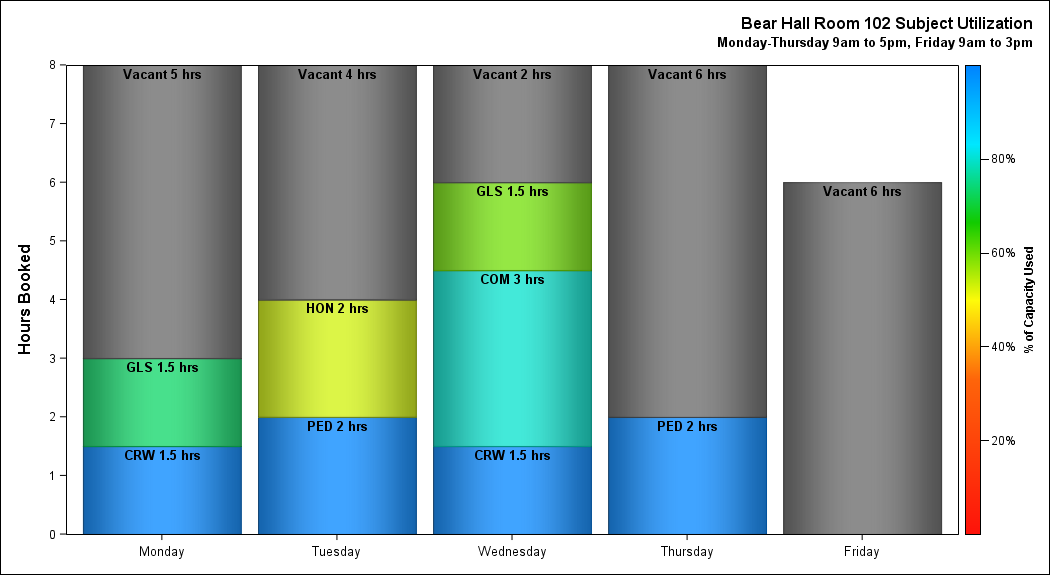 Bear Hall Room 102 Subject Utilization
Monday-Thursday 9am to 5pm, Friday 9am to 3pm
Hours Booked
8
7
6
5
4
3
2
1
0
Vacant 5 hrs
GLS 1.5 hrs
CRW 1.5 hrs
Vacant 4 hrs
HON 2 hrs
PED 2 hrs
Vacant 2 hrs
GLS 1.5 hrs
COM 3 hrs
CRW 1.5 hrs
Vacant 6 hrs
PED 2 hrs
Vacant 6 hrs
Monday
Tuesday
Wednesday
Thursday
Friday
80%
60%
40%
20%
% of Capacity Used